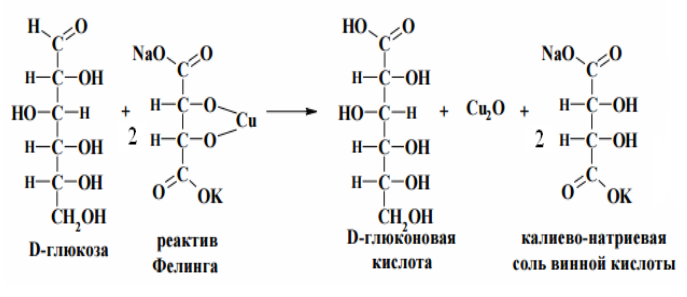 H O
C
H–C–OH
HO–C–H
H–C–OH
H–C–OH
CH₂OH
D-глюкоза
+
2
NaO O
C
H–C–O
Cu
H–C–O
C
O OK
реактив
Фелинга
HO O
C
H–C–OH
HO–C–H
H–C–OH
H–C–OH
CH₂OH
D-глюконовая
кислота
+ Cu₂O +
2
NaO O
C
H–C–OH
H–C–OH
C
O OK
калиево-натриевая
соль винной кислоты